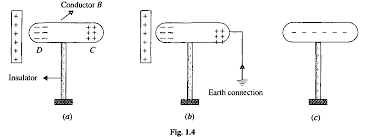 Conductor B
D
C
Insulator
Earth connection
(a)
(b)
(c)
Fig. 1.4